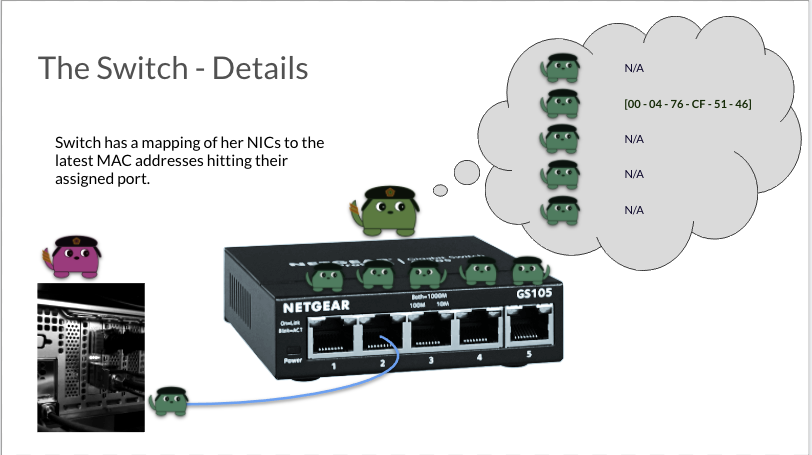 The Switch - Details
Switch has a mapping of her NICs to the
latest MAC addresses hitting their
assigned port.
N/A
[00 - 04 - 76 - CF - 51 - 46]
N/A
N/A
N/A
NETGEAR
Both=1000M
100M 10M
GS105
On=Link
Blink=ACT
Power
1 2 3 4 5